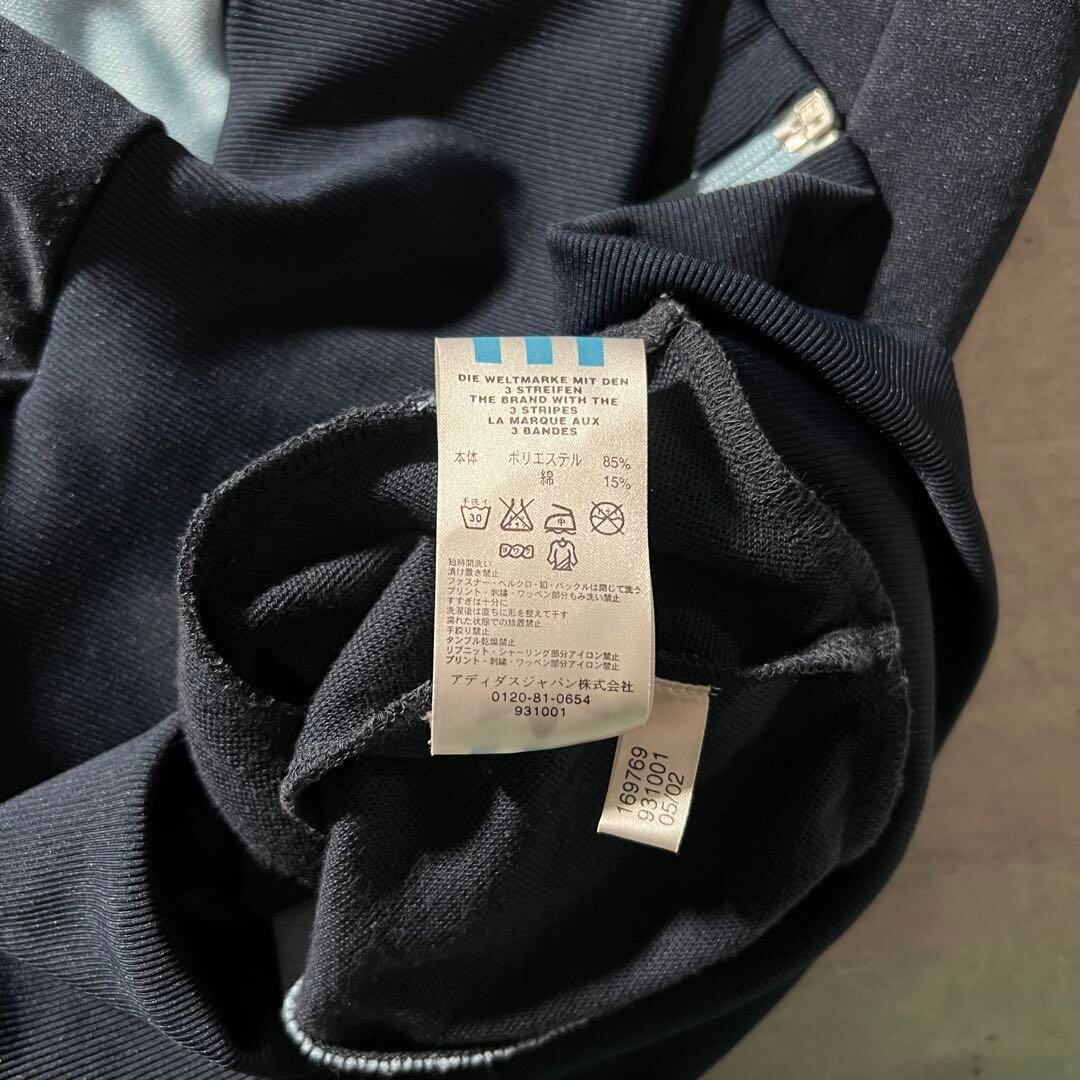 DIE WELTMARKE MIT DEN
3 STREIFEN
THE BRAND WITH THE
3 STRIPES
LA MARQUE AUX
3 BANDES
本体 ポリエステル 85%
綿 15%
手洗イ
30
中
短時間洗い
漬け置き禁止
ファスナー・ベルクロ・釦・バックルは閉じて洗う
プリント・刺繍・ワッペン部分もみ洗い禁止
すすぎは十分に
洗濯後は直ちに形を整えて干す
濡れた状態での放置禁止
手絞り禁止
タンブル乾燥禁止
リブニット・シャーリング部分アイロン禁止
プリント・刺繍・ワッペン部分アイロン禁止
アディダスジャパン株式会社
0120-81-0654
931001
169769
931001
05/02